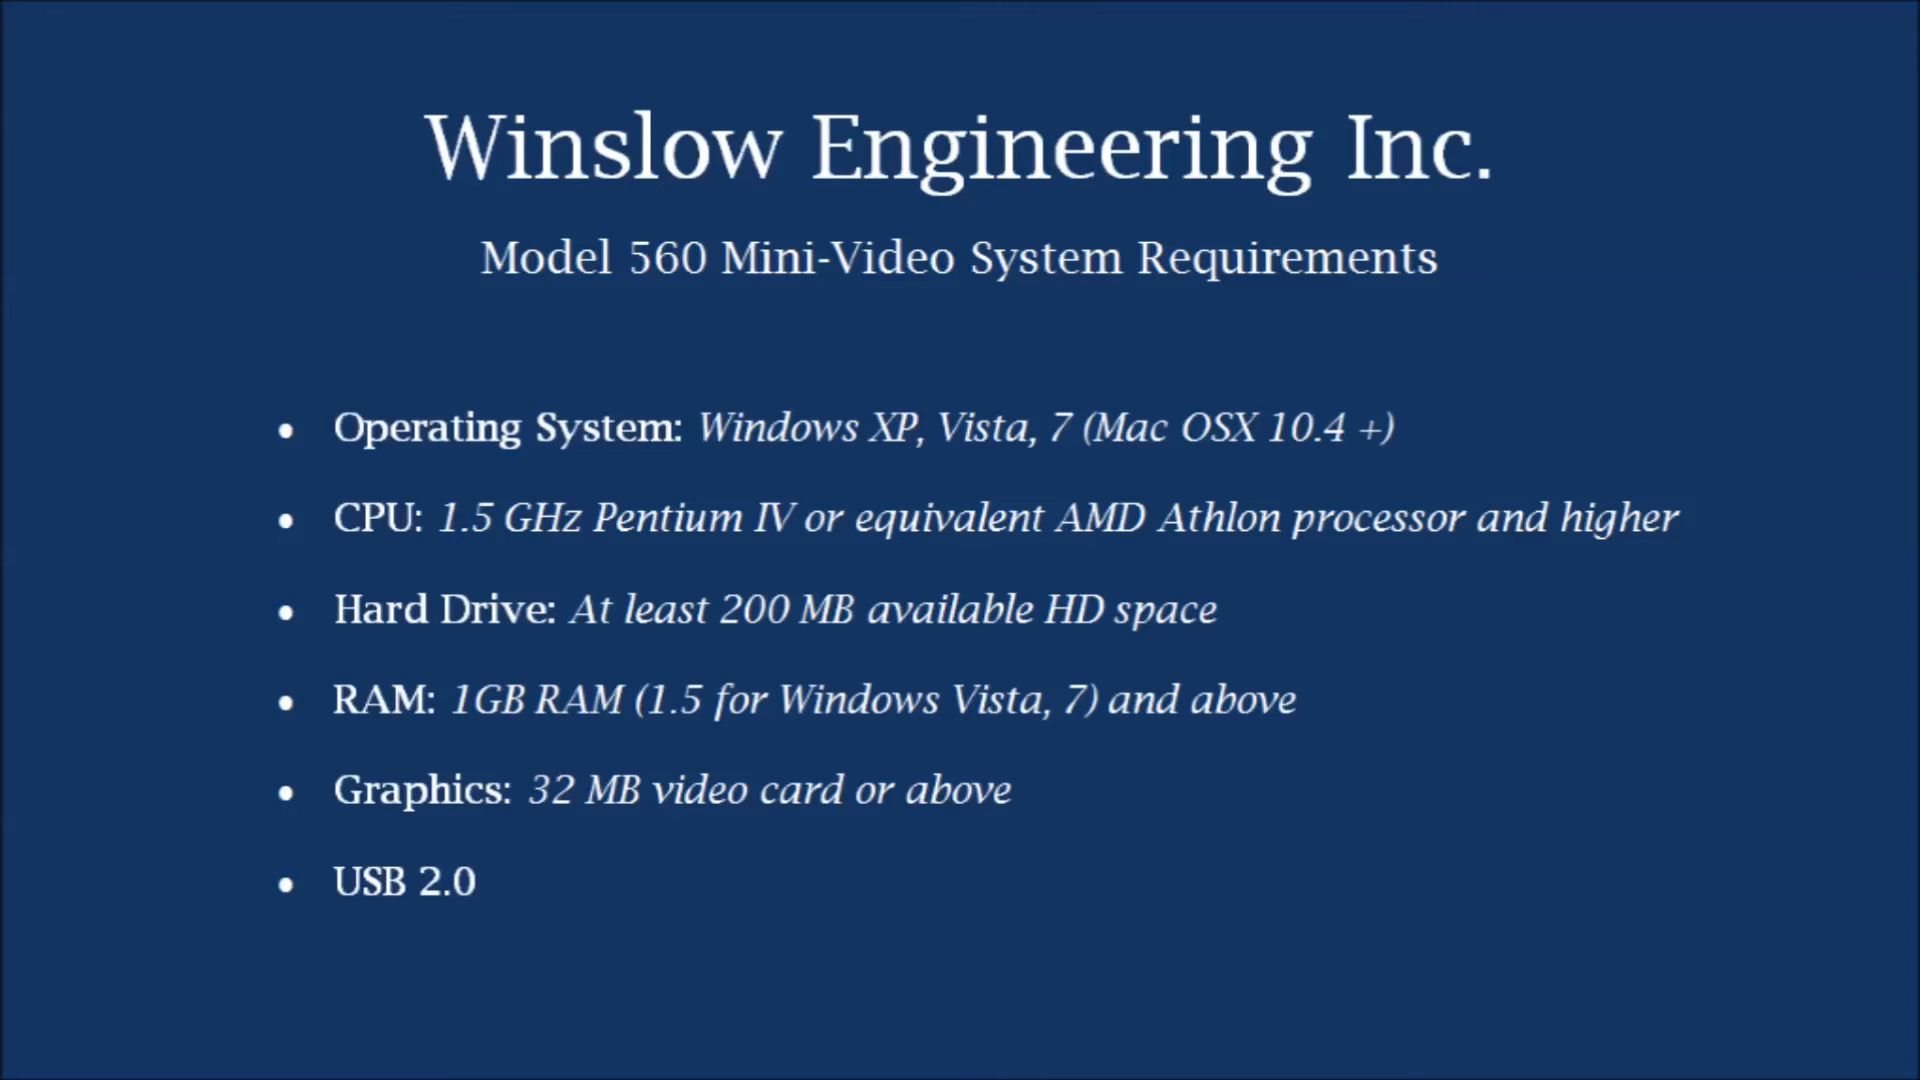 Winslow Engineering Inc.
Model 560 Mini-Video System Requirements
• Operating System: Windows XP, Vista, 7 (Mac OSX 10.4 +)
• CPU: 1.5 GHz Pentium IV or equivalent AMD Athlon processor and higher
• Hard Drive: At least 200 MB available HD space
• RAM: 1GB RAM (1.5 for Windows Vista, 7) and above
• Graphics: 32 MB video card or above
• USB 2.0